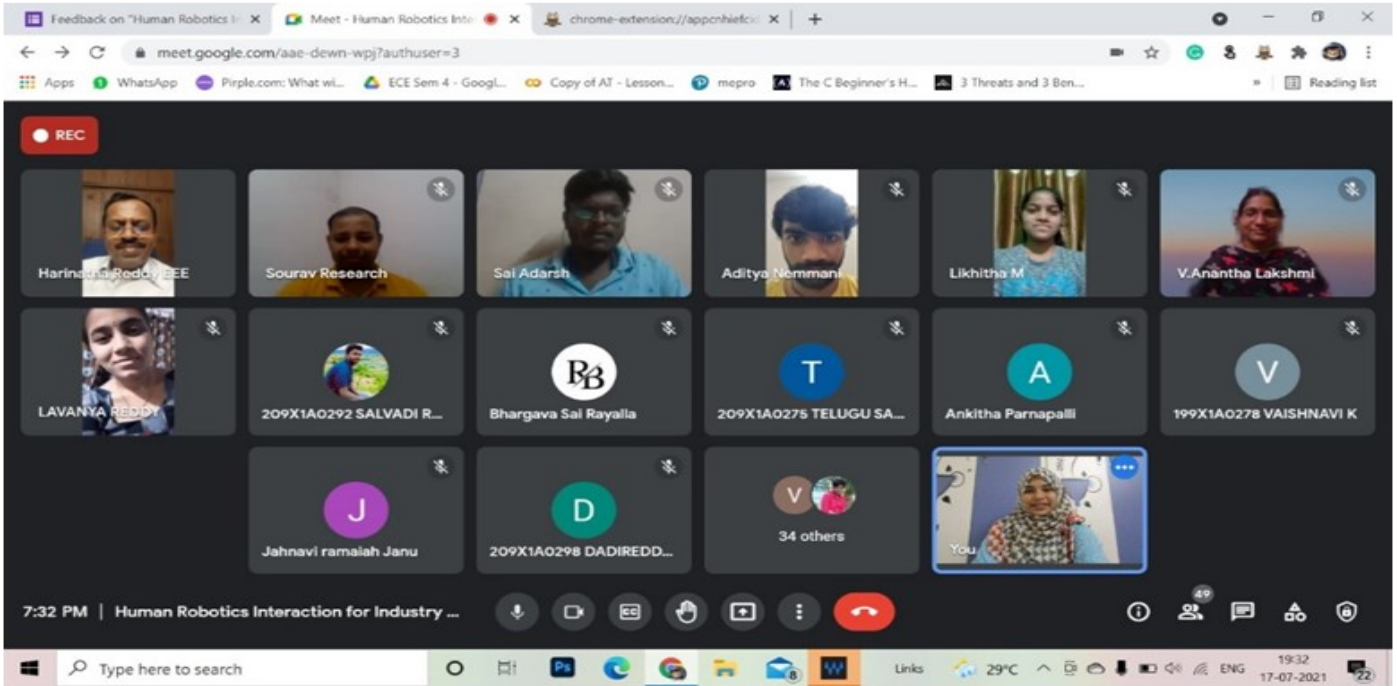 Feedback on "Human Robotics I
Meet - Human Robotics Inte
chrome-extension://appcnhiefcid
meet.google.com/aae-dewn-wpj?authuser=3
Apps WhatsApp Pirple.com: What wi... ECE Sem 4 - Googl... Copy of AT - Lesson... mepro The C Beginner's H... 3 Threats and 3 Ben... » Reading list
REC
Harinatha Reddy EEE
Sourav Research
Sai Adarsh
Aditya Nemmani
Likhitha M
V.Anantha Lakshmi
LAVANYA REDDY
209X1A0292 SALVADI R...
RB
Bhargava Sai Rayalla
T
209X1A0275 TELUGU SA...
A
Ankitha Parnapalli
V
199X1A0278 VAISHNAVI K
J
Jahnavi ramaiah Janu
D
209X1A0298 DADIREDD...
V
34 others
You
7:32 PM | Human Robotics Interaction for Industry ...
CC
49
Type here to search
Ps
8
W
Links
29°C
ENG
19:32
17-07-2021
22